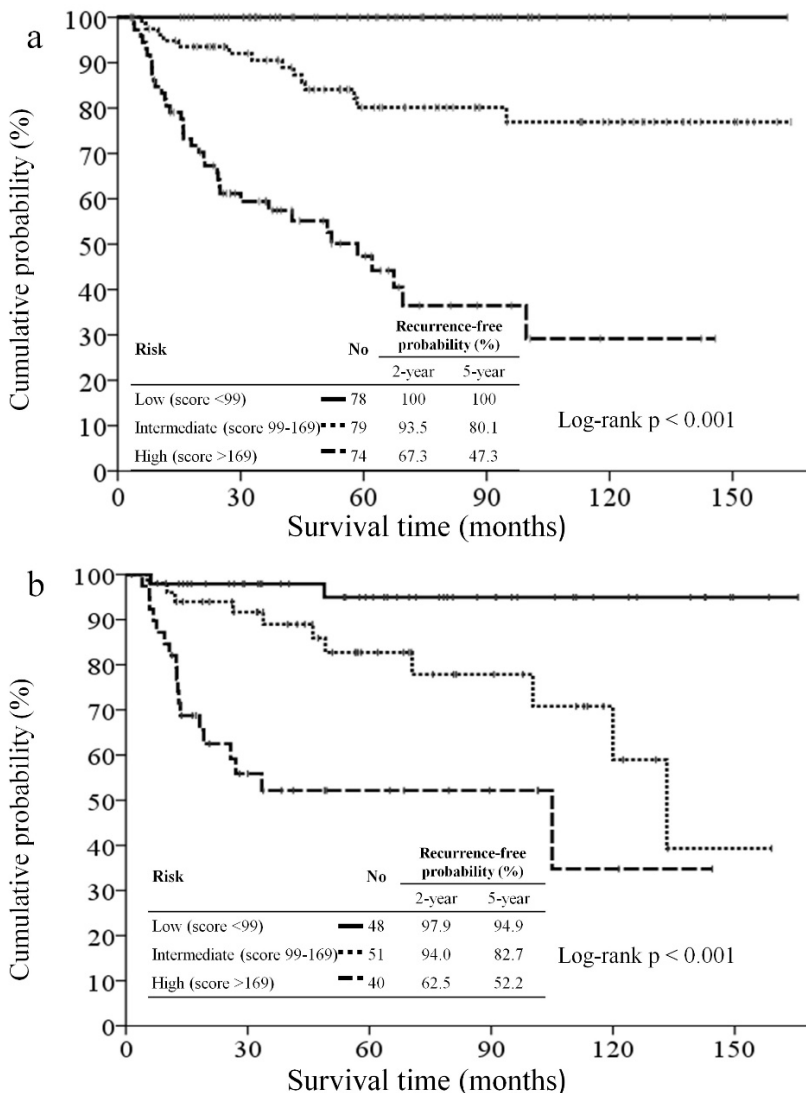 a
Cumulative probability (%)
100
90
80
70
60
50
40
30
20
10
0
Risk No Recurrence-free probability (%)
2-year 5-year
Low (score <99) 78 100 100
Intermediate (score 99-169) 79 93.5 80.1
High (score >169) 74 67.3 47.3
Log-rank p < 0.001
0 30 60 90 120 150
Survival time (months)
b
Cumulative probability (%)
100
90
80
70
60
50
40
30
20
10
0
Risk No Recurrence-free probability (%)
2-year 5-year
Low (score <99) 48 97.9 94.9
Intermediate (score 99-169) 51 94.0 82.7
High (score >169) 40 62.5 52.2
Log-rank p < 0.001
0 30 60 90 120 150
Survival time (months)